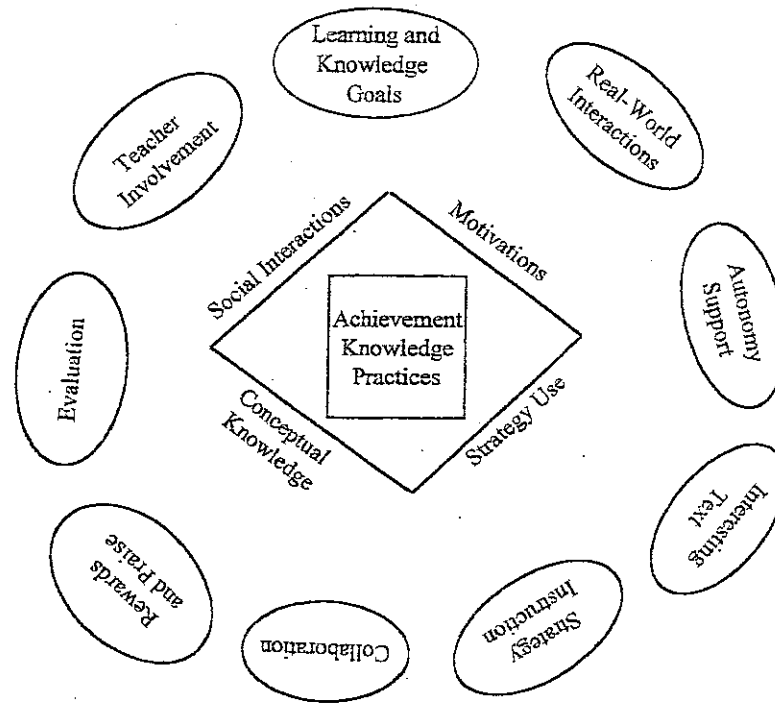 Learning and
Knowledge
Goals
Real-World
Interactions
Autonomy
Support
Interesting
Text
Strategy
Instruction
Collaboration
Rewards
and Praise
Evaluation
Teacher
Involvement
Social Interactions
Motivations
Strategy Use
Conceptual
Knowledge
Achievement
Knowledge
Practices